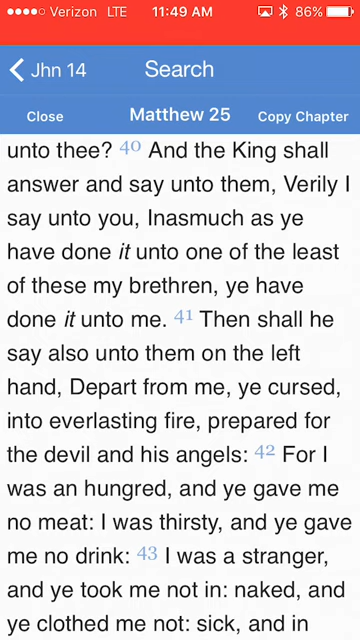 Verizon LTE 11:49 AM 86%
Jhn 14 Search
Close Matthew 25 Copy Chapter
unto thee? 40 And the King shall
answer and say unto them, Verily I
say unto you, Inasmuch as ye
have done it unto one of the least
of these my brethren, ye have
done it unto me. 41 Then shall he
say also unto them on the left
hand, Depart from me, ye cursed,
into everlasting fire, prepared for
the devil and his angels: 42 For I
was an hungred, and ye gave me
no meat: I was thirsty, and ye gave
me no drink: 43 I was a stranger,
and ye took me not in: naked, and
ye clothed me not: sick, and in